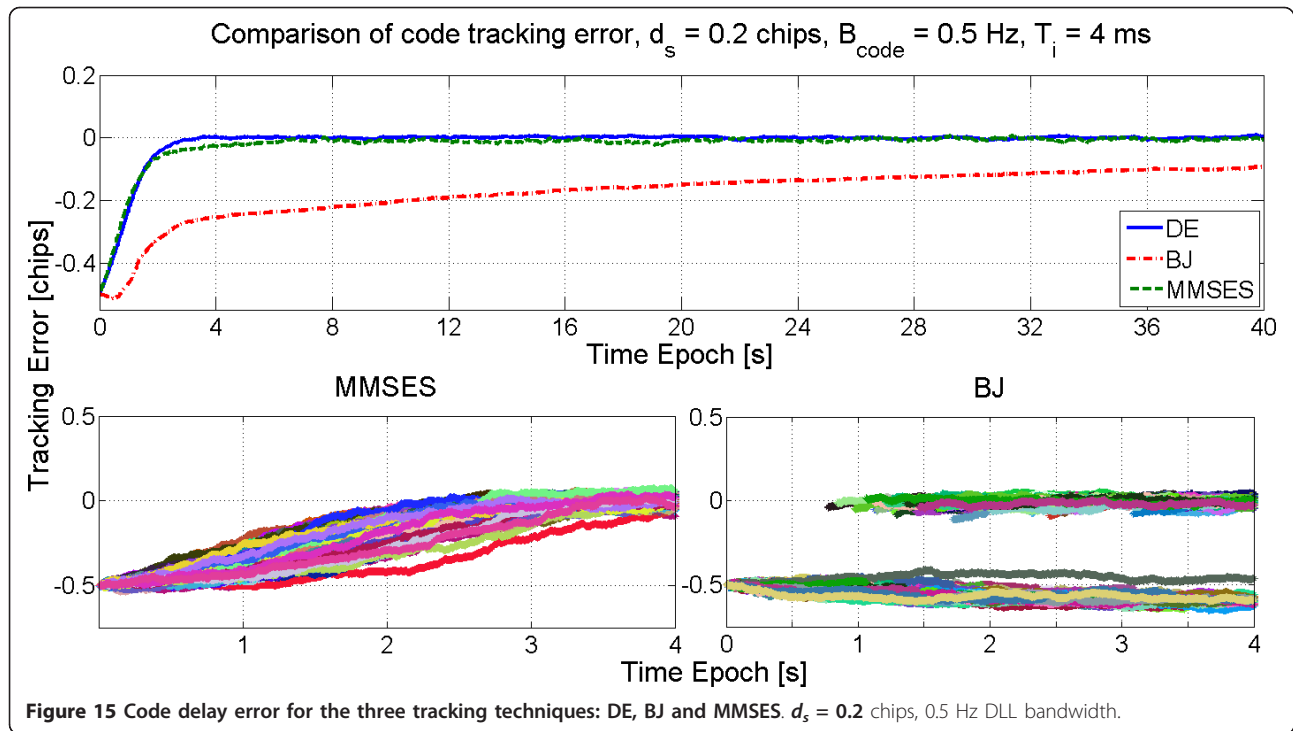 Comparison of code tracking error, d_s = 0.2 chips, B_code = 0.5 Hz, T_i = 4 ms
0.2
0
-0.2
-0.4
0 4 8 12 16 20 24 28 32 36 40
Time Epoch [s]
DE
BJ
MMSES
Tracking Error [chips]
MMSES
0.5
0
-0.5
1 2 3 4
BJ
0.5
0
-0.5
0 1 2 3 4
Time Epoch [s]
Figure 15 Code delay error for the three tracking techniques: DE, BJ and MMSES. d_s = 0.2 chips, 0.5 Hz DLL bandwidth.